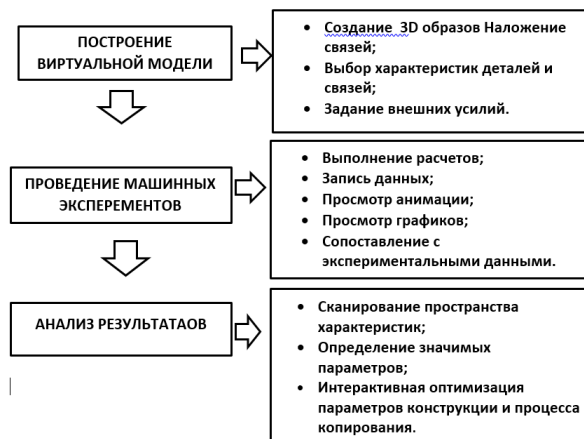 ПОСТРОЕНИЕ
ВИРТУАЛЬНОЙ МОДЕЛИ
• Создание 3D образов Наложение
связей;
• Выбор характеристик деталей и
связей;
• Задание внешних усилий.
ПРОВЕДЕНИЕ МАШИННЫХ
ЭКСПЕРЕМЕНТОВ
• Выполнение расчетов;
• Запись данных;
• Просмотр анимации;
• Просмотр графиков;
• Сопоставление с
экспериментальными данными.
АНАЛИЗ РЕЗУЛЬТАТАОВ
• Сканирование пространства
характеристик;
• Определение значимых
параметров;
• Интерактивная оптимизация
параметров конструкции и процесса
копирования.